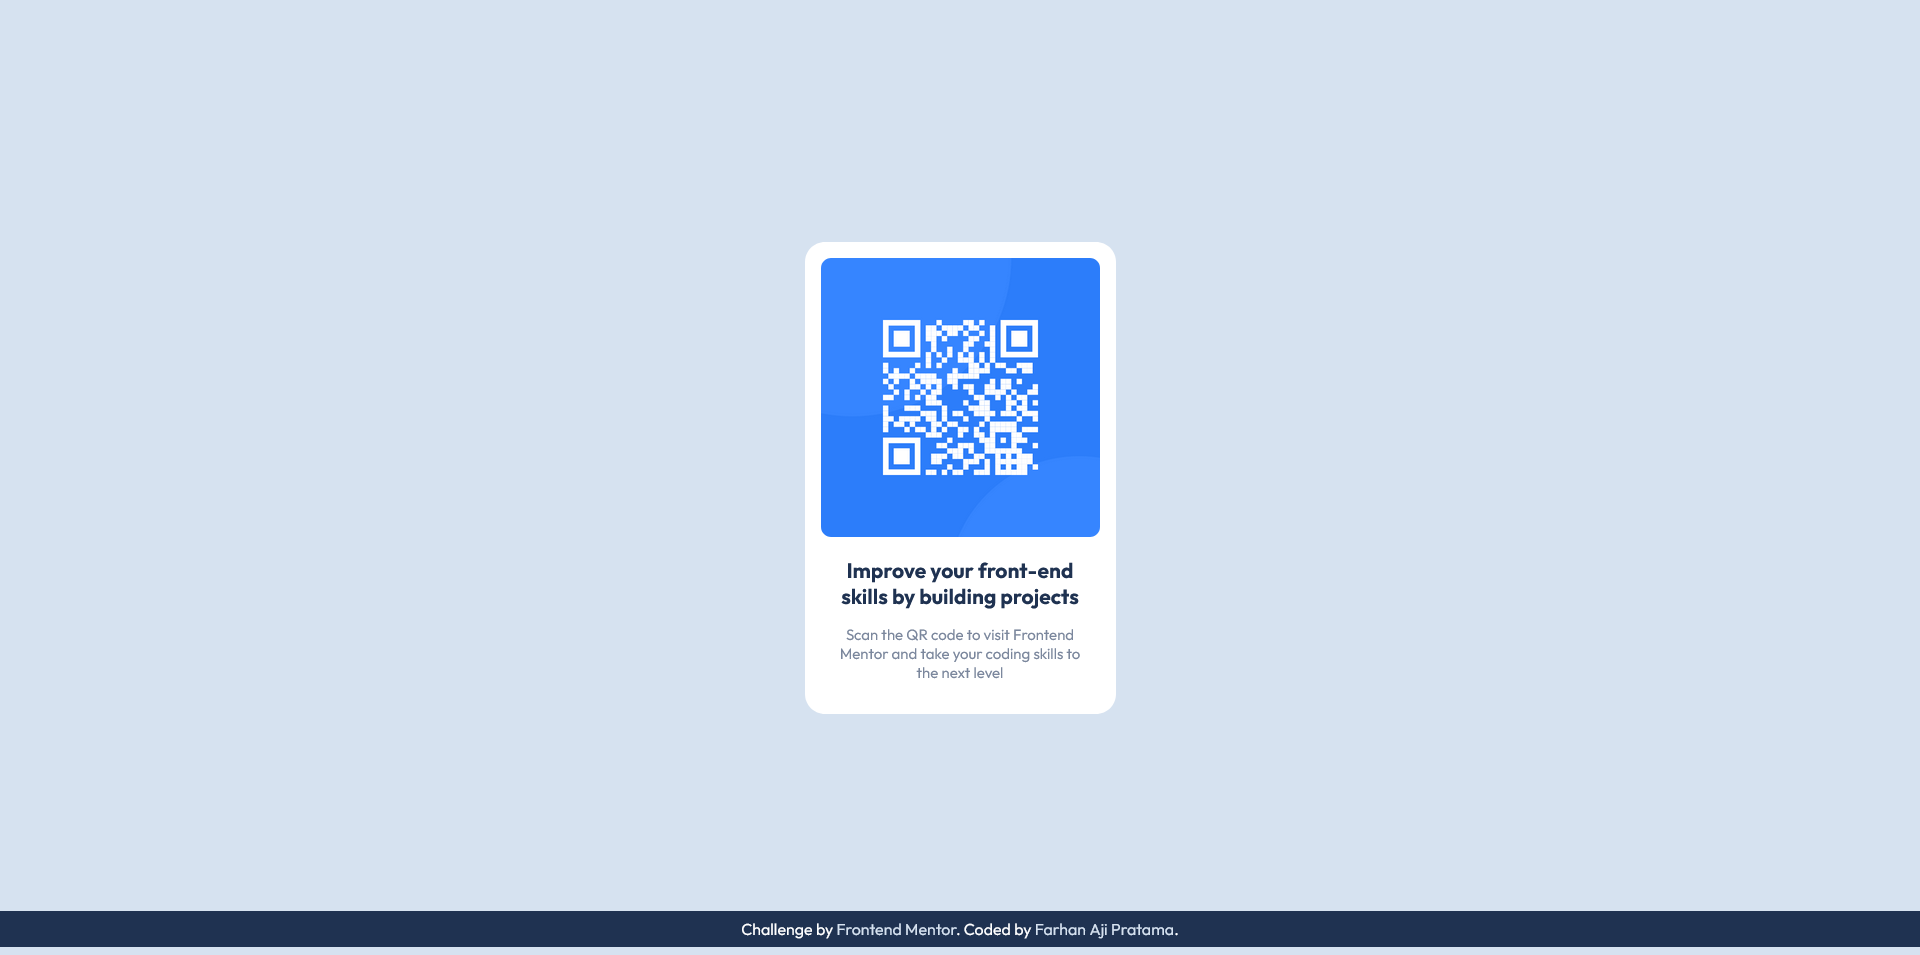 Improve your front-end
skills by building projects
Scan the QR code to visit Frontend
Mentor and take your coding skills to
the next level
Challenge by Frontend Mentor. Coded by Farhan Aji Pratama.